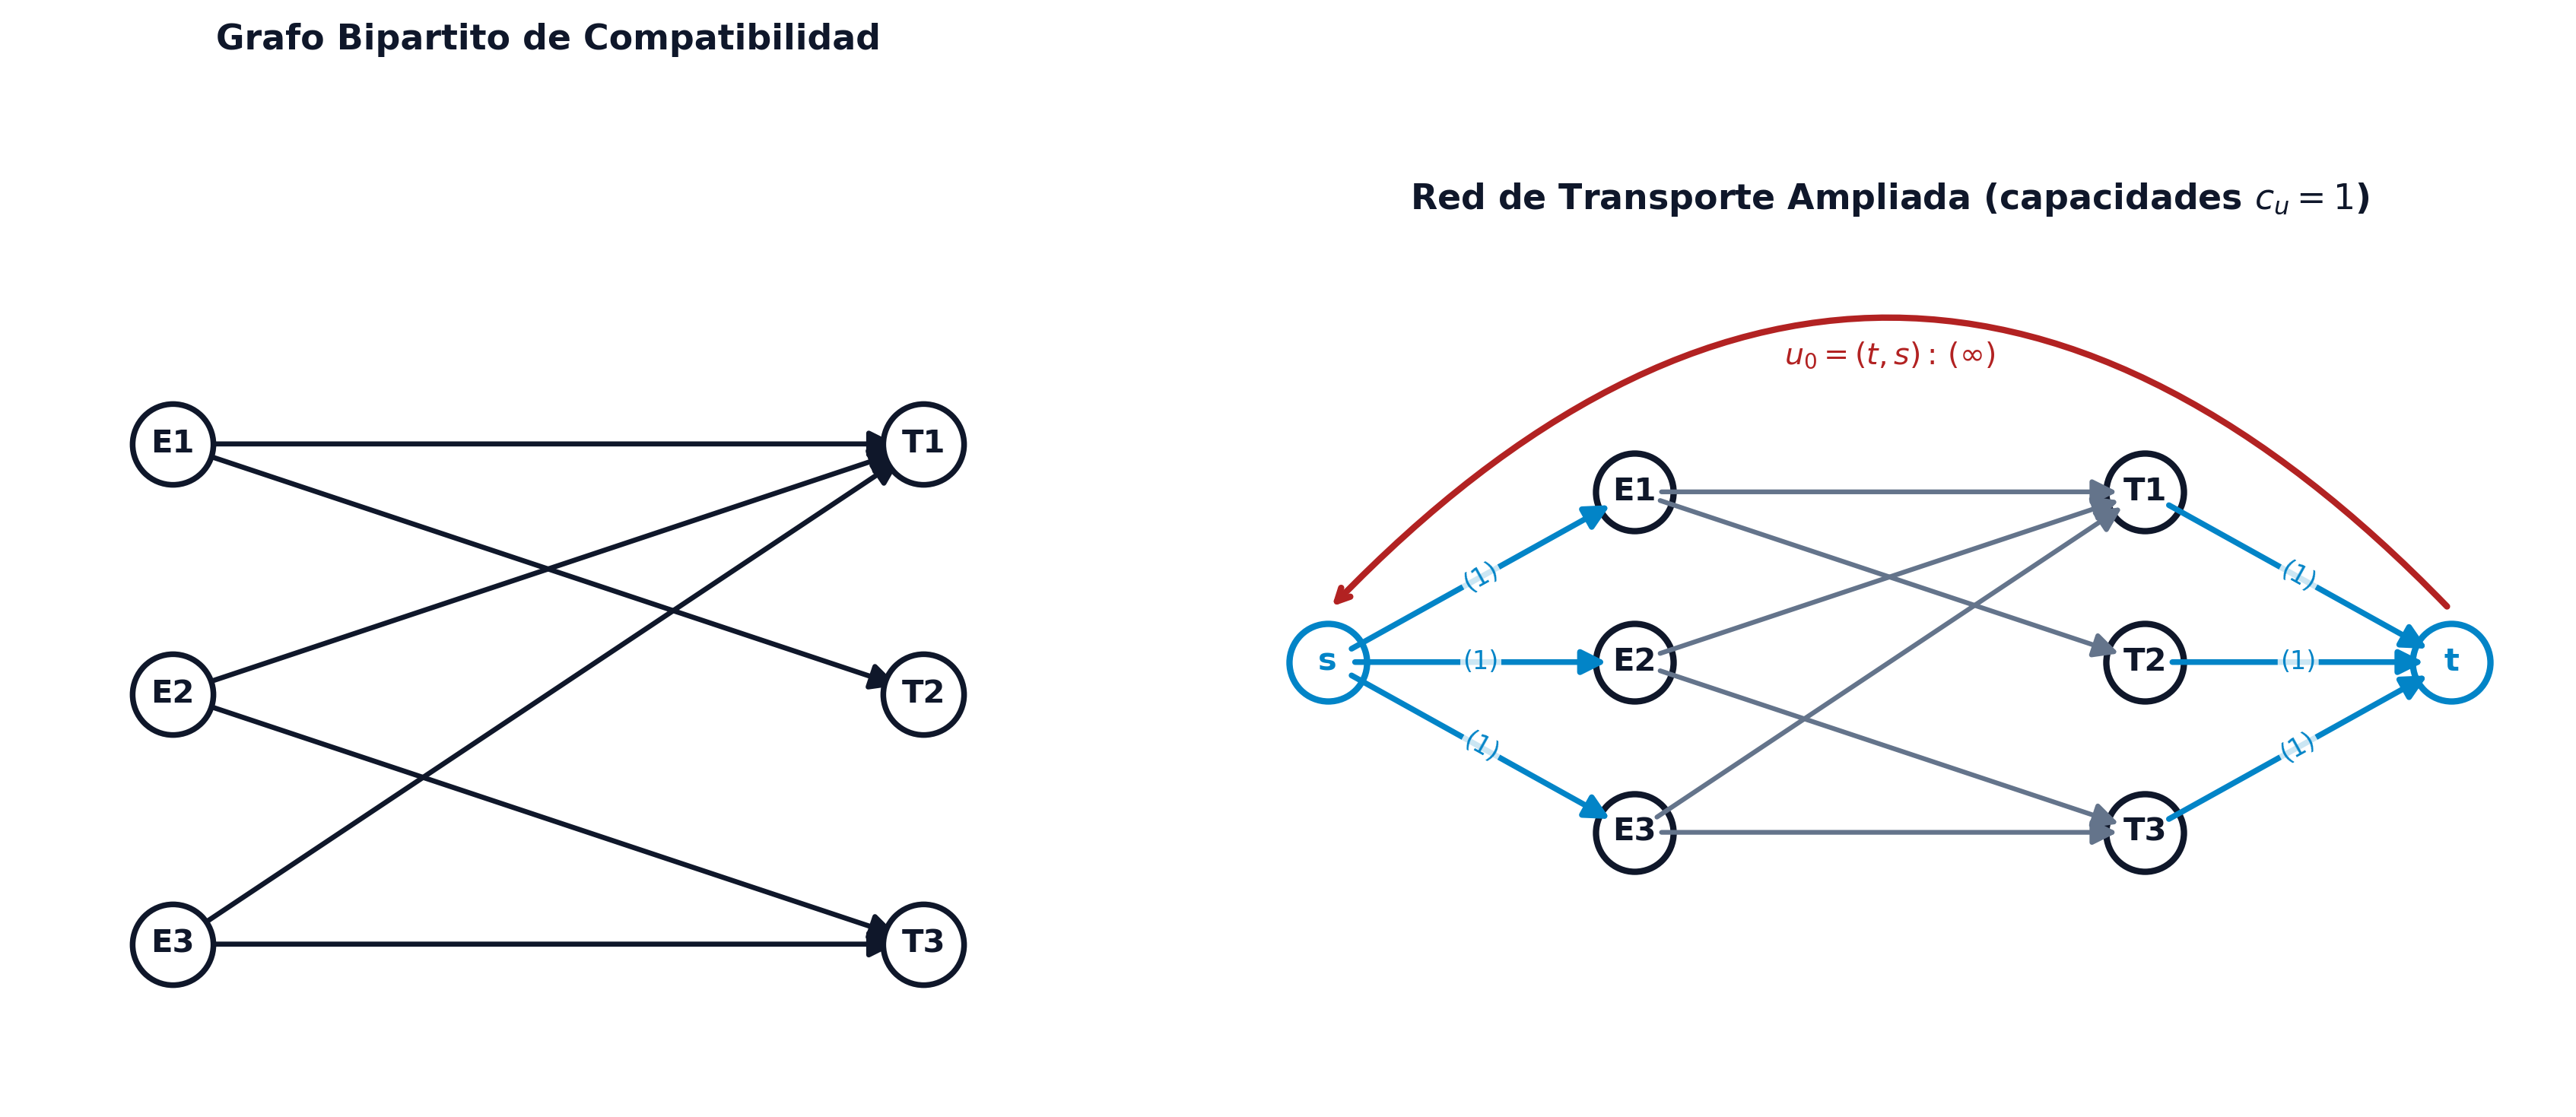 Grafo Bipartito de Compatibilidad
E1
T1
E2
T2
E3
T3
Red de Transporte Ampliada (capacidades $c_u = 1$)
$u_0 = (t, s) : (\infty)$
E1
T1
(1)
(1)
s
(1)
E2
T2
(1)
t
(1)
(1)
E3
T3